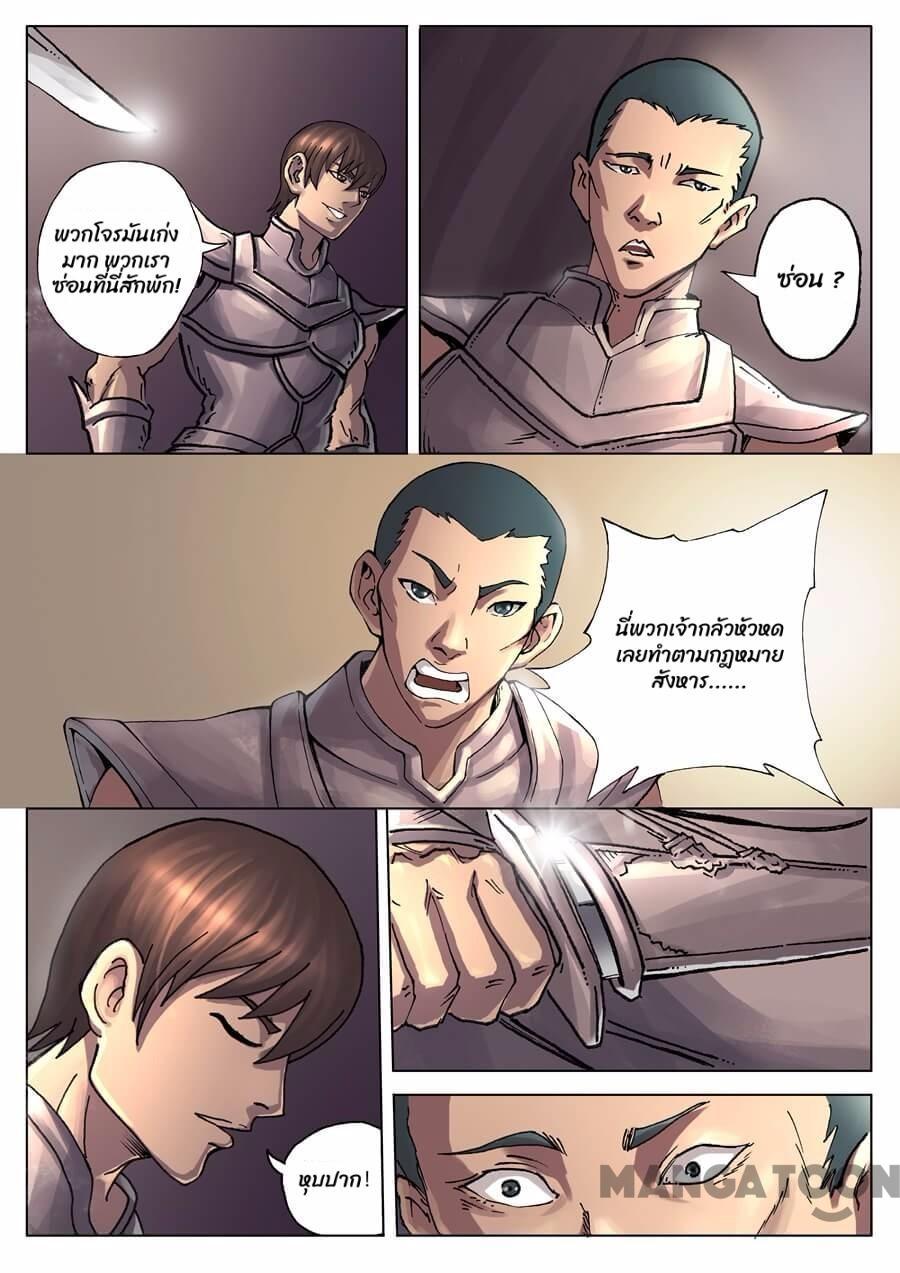 พวกโจรมันเก่ง
มาก พวกเรา
ซ่อนที่นี่สักพัก!
ซ่อน ?
นี่พวกเจ้ากลัวหัวหด
เลยทำตามกฎหมาย
สังหาร......
หุบปาก!
MANGATOON